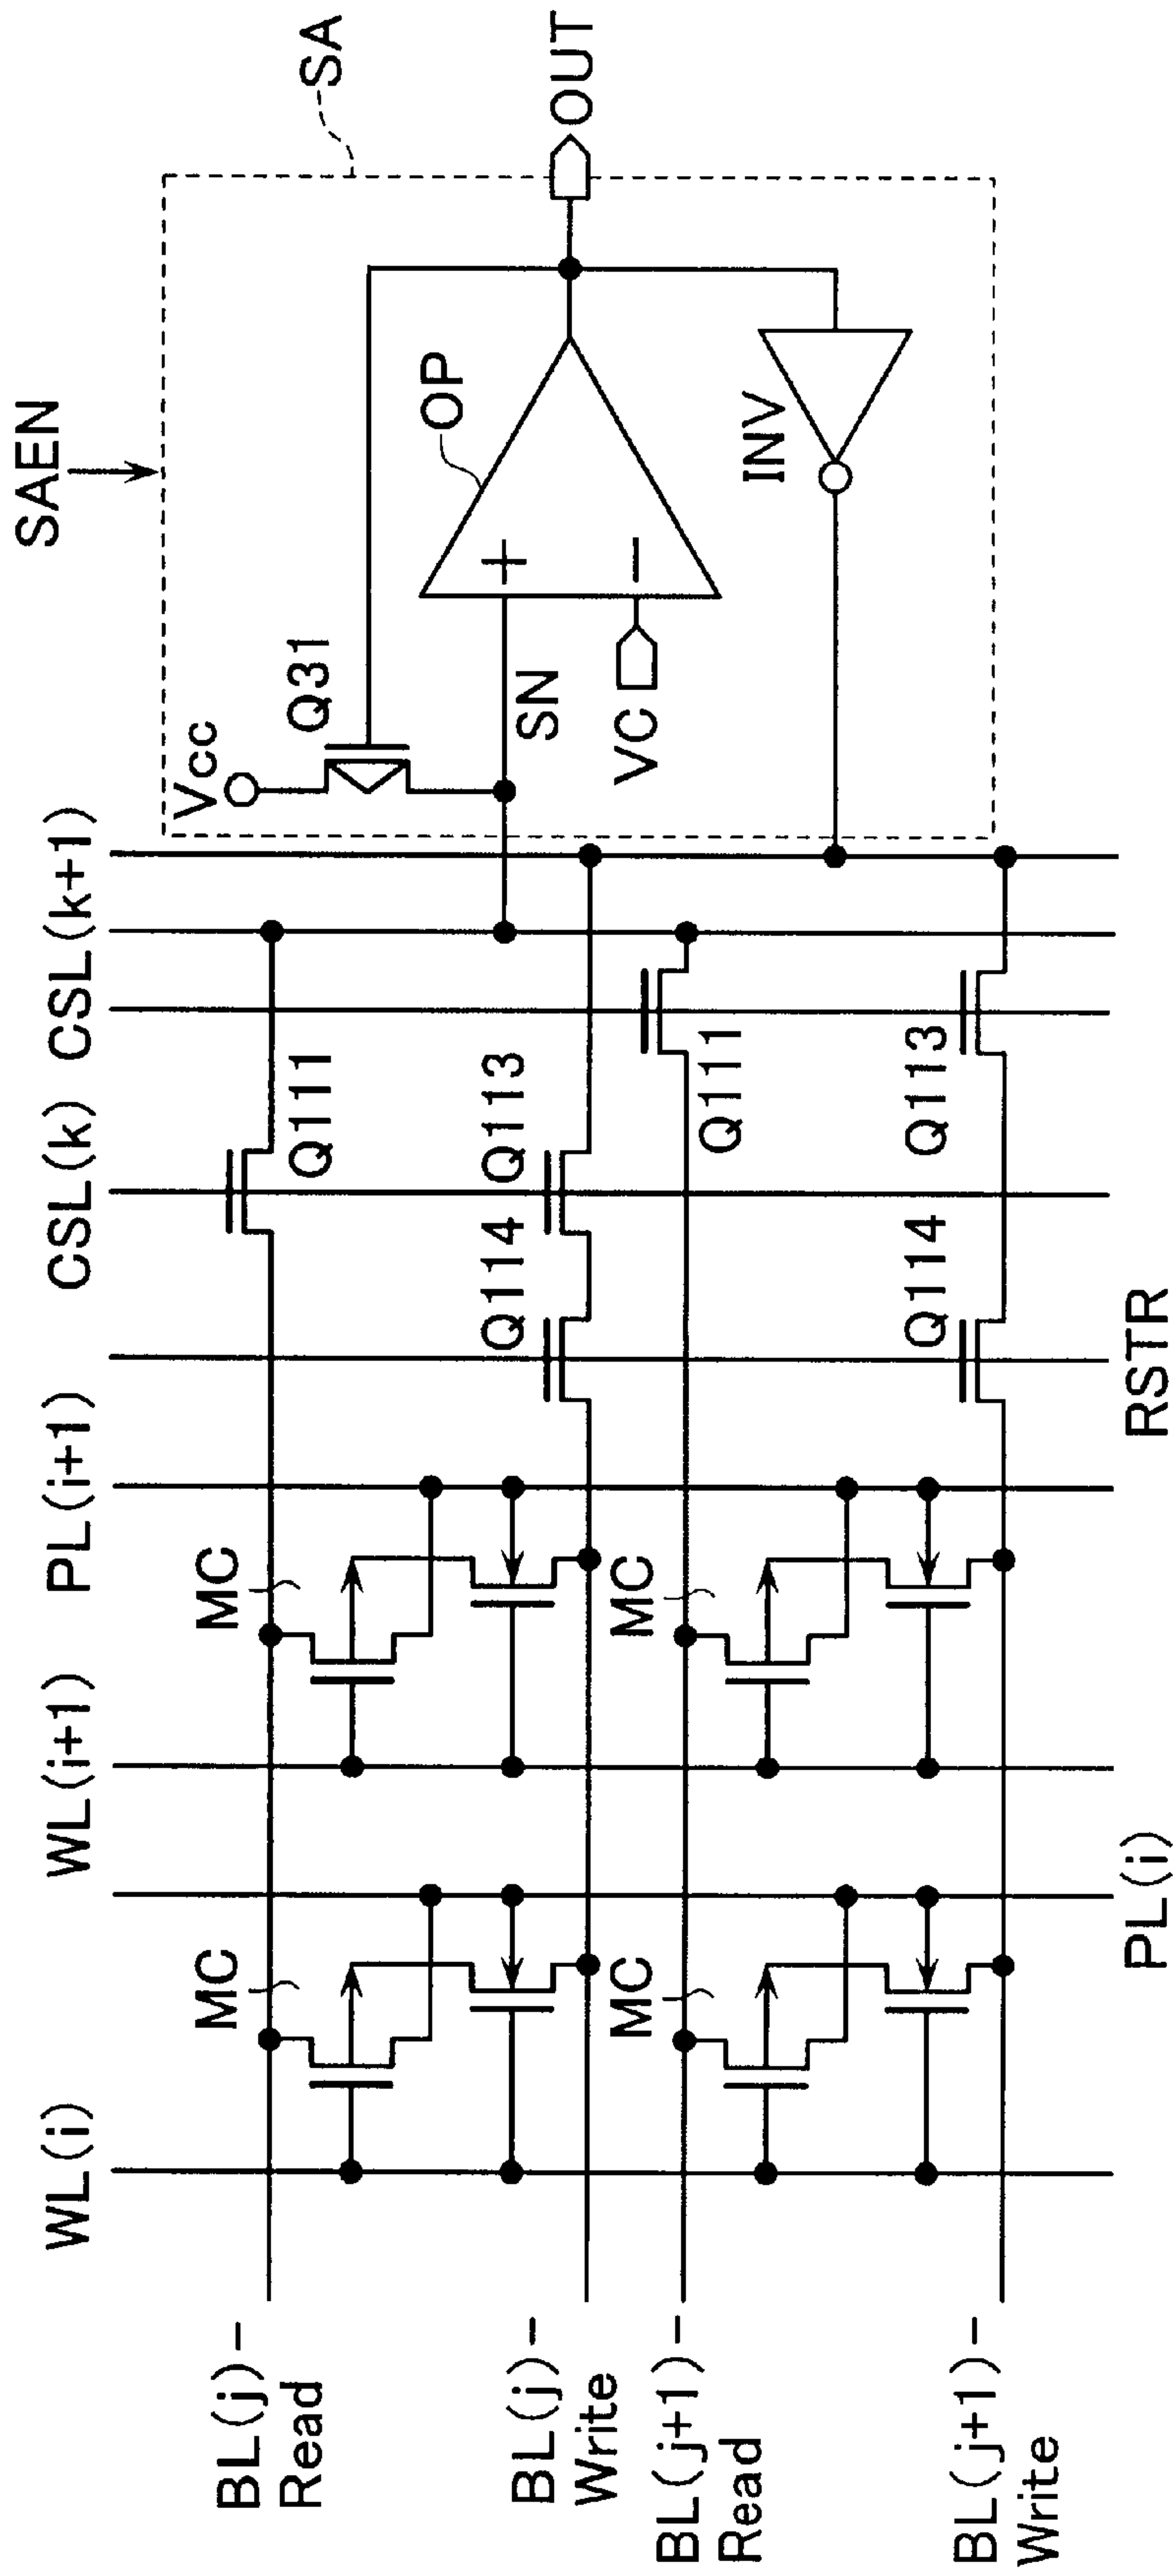 SAEN
SA
OUT
OP
INV
Q31
Vcc
SN
VC
+
−
CSL(k+1)
CSL(k)
Q111
Q113
Q114
Q111
Q113
Q114
RSTR
PL(i+1)
MC
MC
WL(i+1)
MC
MC
PL(i)
WL(i)
BL(j)-
Read
BL(j)-
Write
BL(j+1)-
Read
BL(j+1)-
Write